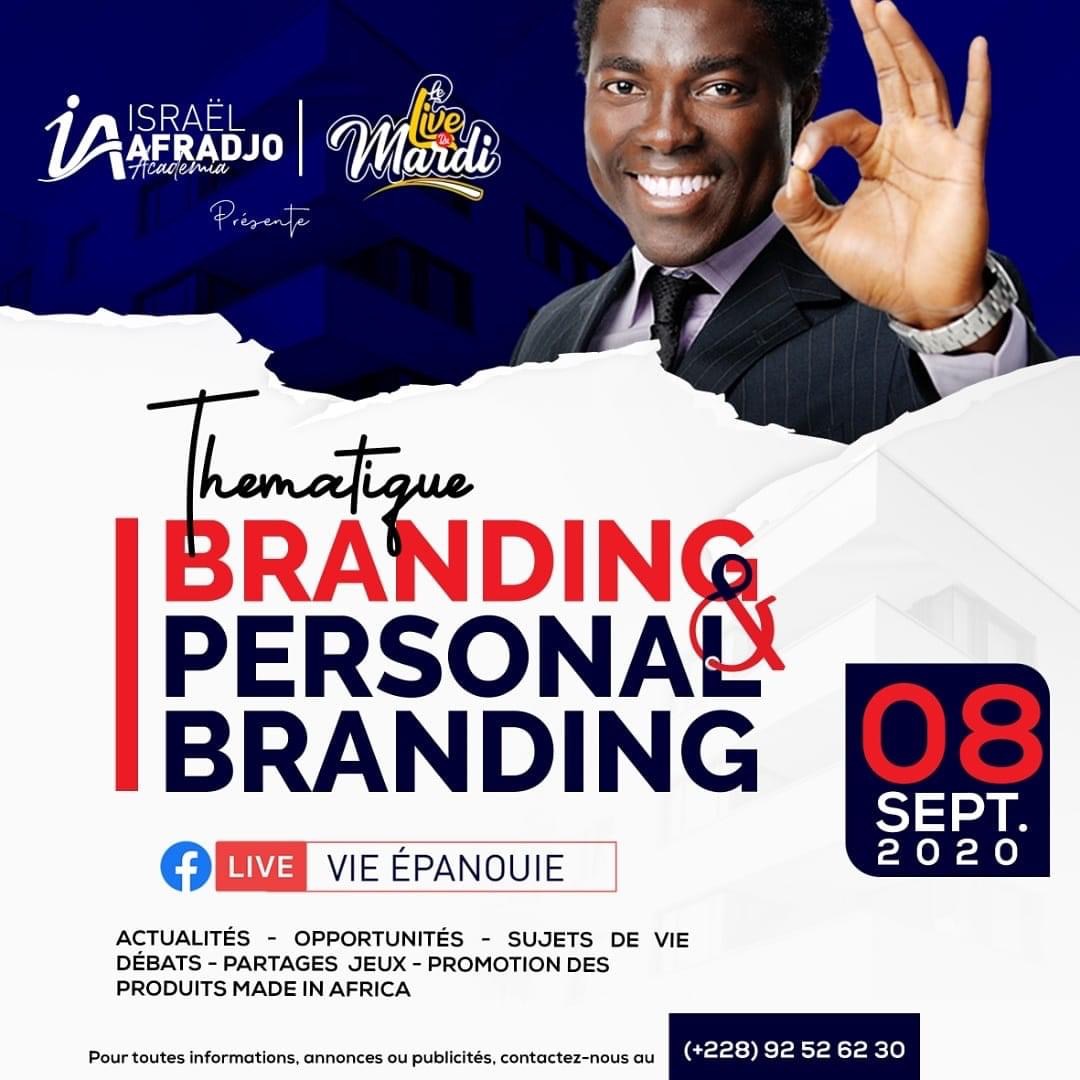 iA ISRAËL
AFRADJO
Academia
Le
Live
Du
Mardi
Présente
Thematique
BRANDING
&
PERSONAL
BRANDING
08
SEPT.
2020
f LIVE VIE ÉPANOUIE
ACTUALITÉS - OPPORTUNITÉS - SUJETS DE VIE
DÉBATS - PARTAGES JEUX - PROMOTION DES
PRODUITS MADE IN AFRICA
Pour toutes informations, annonces ou publicités, contactez-nous au (+228) 92 52 62 30